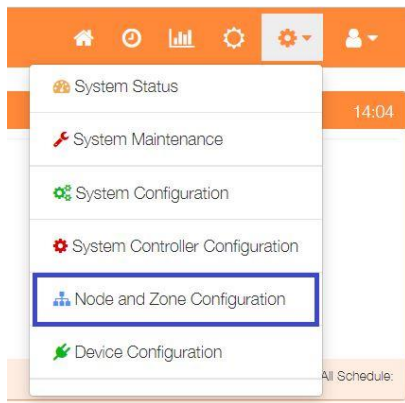 14:04
System Status
System Maintenance
System Configuration
System Controller Configuration
Node and Zone Configuration
Device Configuration
All Schedule: